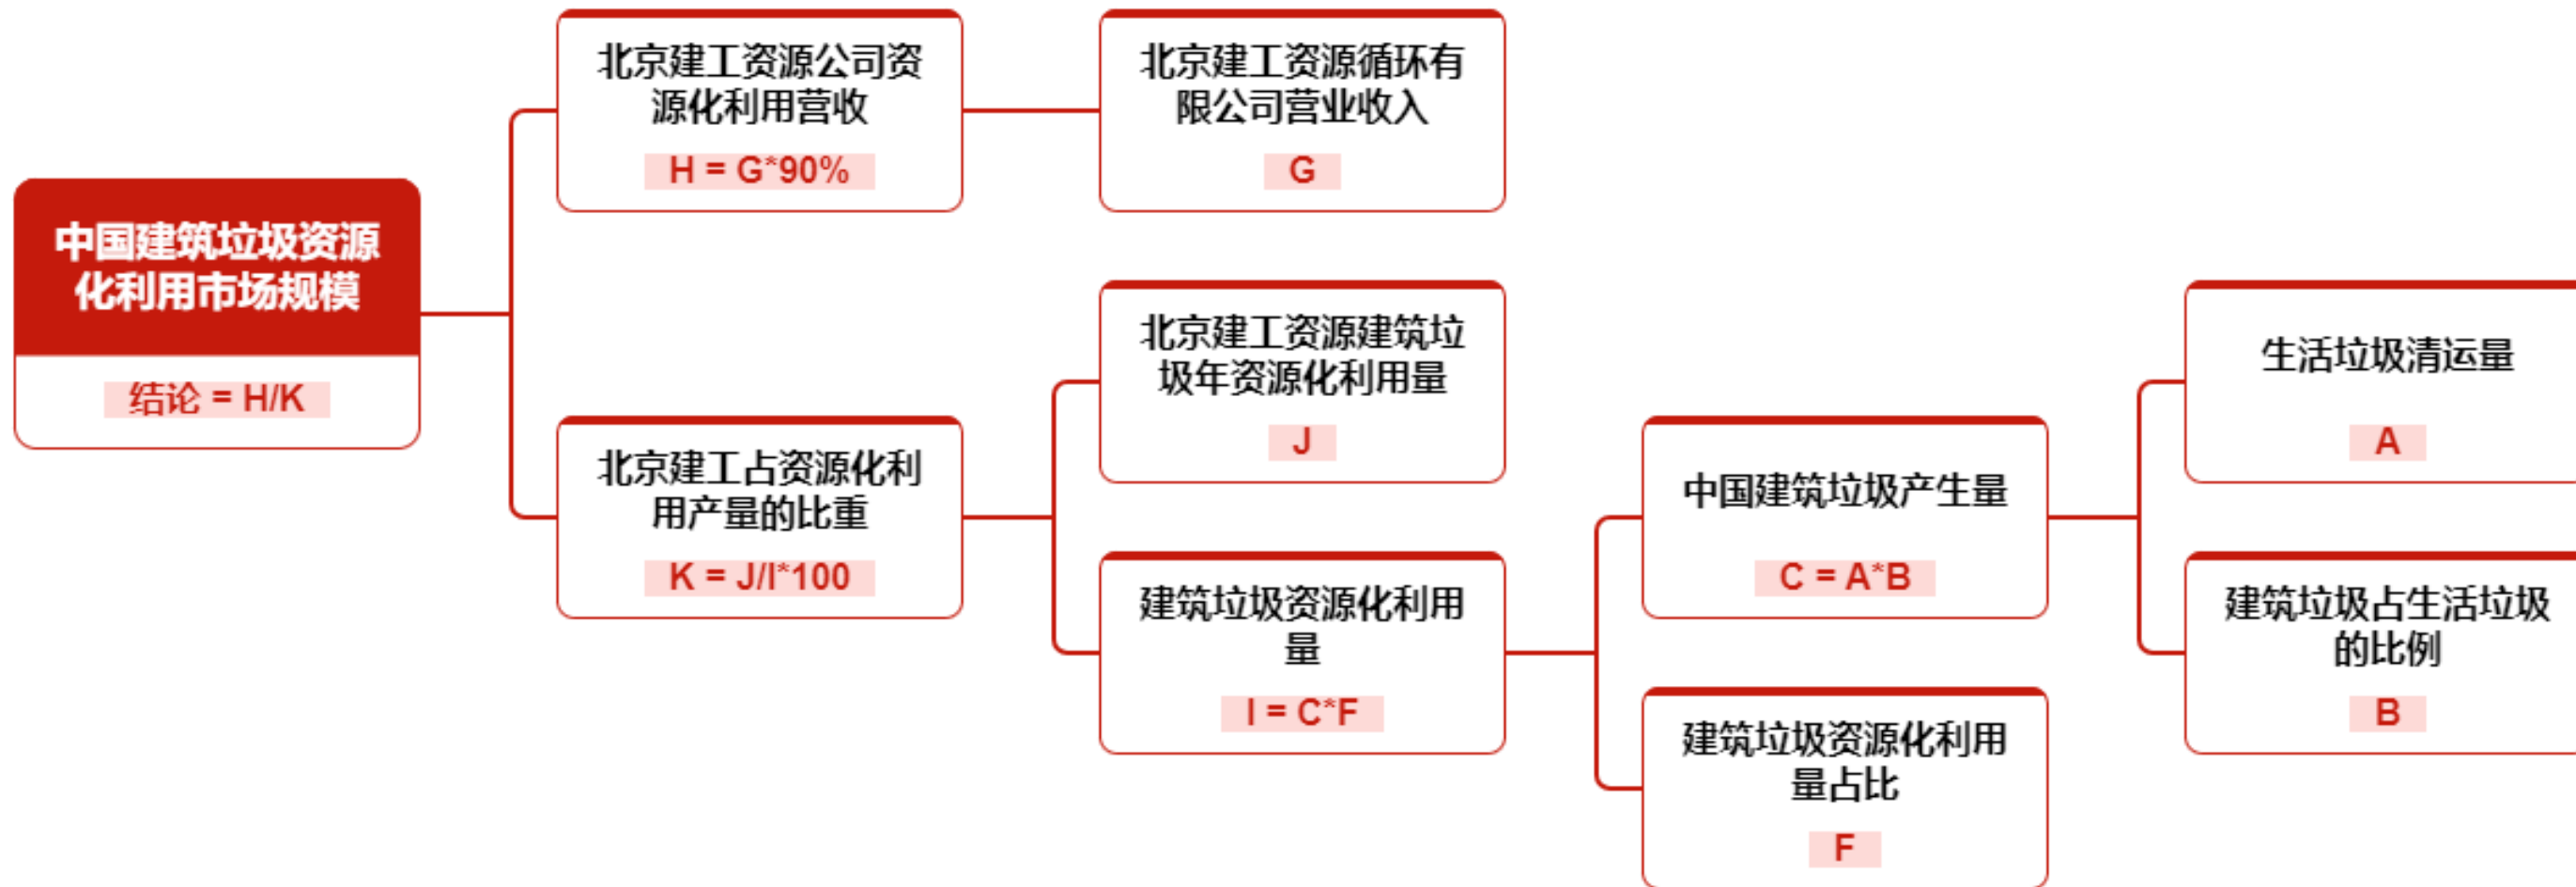 中国建筑垃圾资源
化利用市场规模
结论 = H/K
北京建工资源公司资
源化利用营收
H = G*90%
北京建工资源循环有
限公司营业收入
G
北京建工占资源化利
用产量的比重
K = J/I*100
北京建工资源建筑垃
圾年资源化利用量
J
建筑垃圾资源化利用
量
I = C*F
中国建筑垃圾产生量
C = A*B
建筑垃圾资源化利用
量占比
F
生活垃圾清运量
A
建筑垃圾占生活垃圾
的比例
B